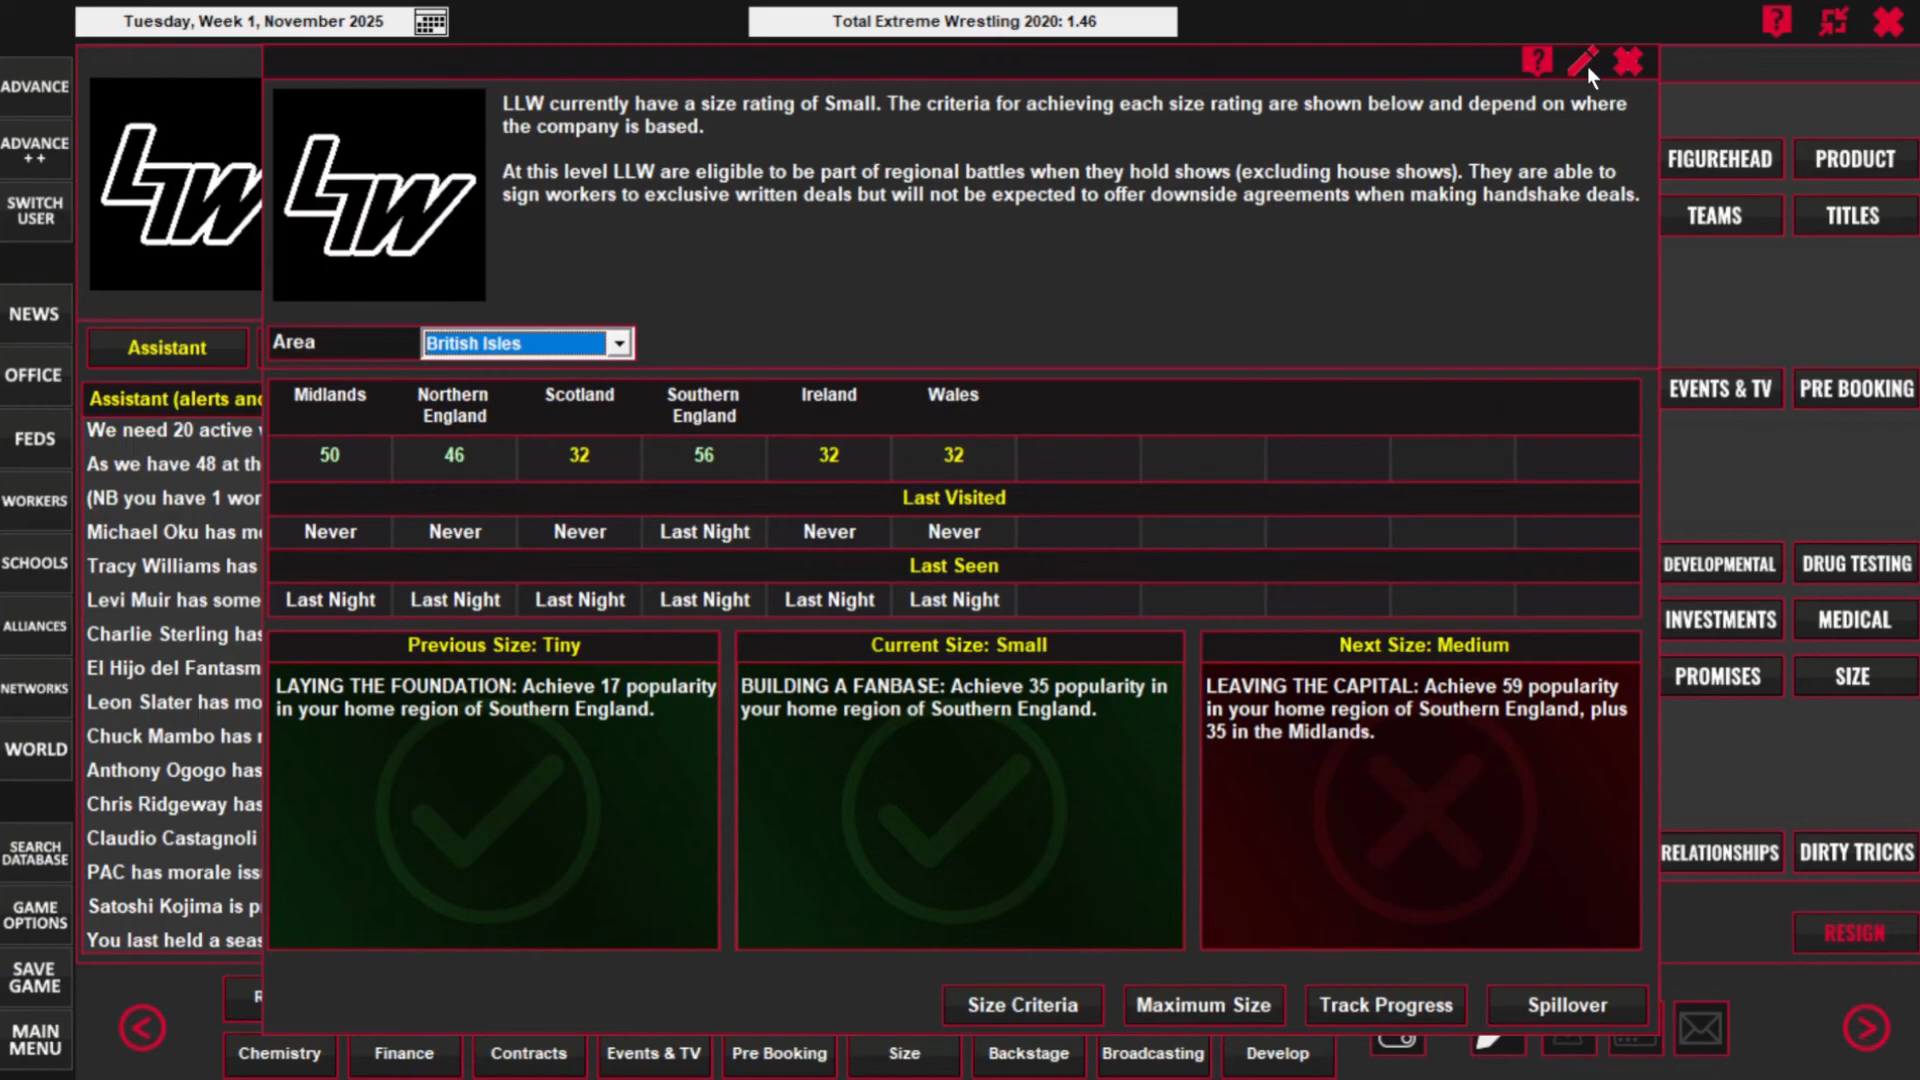 Tuesday, Week 1, November 2025
Total Extreme Wrestling 2020: 1.46
ADVANCE
ADVANCE
++
SWITCH
USER
NEWS
OFFICE
FEDS
WORKERS
SCHOOLS
ALLIANCES
NETWORKS
WORLD
SEARCH
DATABASE
GAME
OPTIONS
SAVE
GAME
MAIN
MENU
LLW
Assistant
Assistant (alerts and
We need 20 active
As we have 48 at th
(NB you have 1 wor
Michael Oku has mo
Tracy Williams has
Levi Muir has some
Charlie Sterling has
El Hijo del Fantasm
Leon Slater has mo
Chuck Mambo has
Anthony Ogogo has
Chris Ridgeway has
Claudio Castagnoli
PAC has morale iss
Satoshi Kojima is p
You last held a seas
LLW
LLW currently have a size rating of Small. The criteria for achieving each size rating are shown below and depend on where
the company is based.
At this level LLW are eligible to be part of regional battles when they hold shows (excluding house shows). They are able to
sign workers to exclusive written deals but will not be expected to offer downside agreements when making handshake deals.
Area
British Isles
Midlands Northern England Scotland Southern England Ireland Wales
50 46 32 56 32 32
Last Visited
Never Never Never Last Night Never Never
Last Seen
Last Night Last Night Last Night Last Night Last Night Last Night
Previous Size: Tiny
LAYING THE FOUNDATION: Achieve 17 popularity
in your home region of Southern England.
Current Size: Small
BUILDING A FANBASE: Achieve 35 popularity in
your home region of Southern England.
Next Size: Medium
LEAVING THE CAPITAL: Achieve 59 popularity
in your home region of Southern England, plus
35 in the Midlands.
Size Criteria
Maximum Size
Track Progress
Spillover
FIGUREHEAD
PRODUCT
TEAMS
TITLES
EVENTS & TV
PRE BOOKING
DEVELOPMENTAL
DRUG TESTING
INVESTMENTS
MEDICAL
PROMISES
SIZE
RELATIONSHIPS
DIRTY TRICKS
RESIGN
Chemistry
Finance
Contracts
Events & TV
Pre Booking
Size
Backstage
Broadcasting
Develop